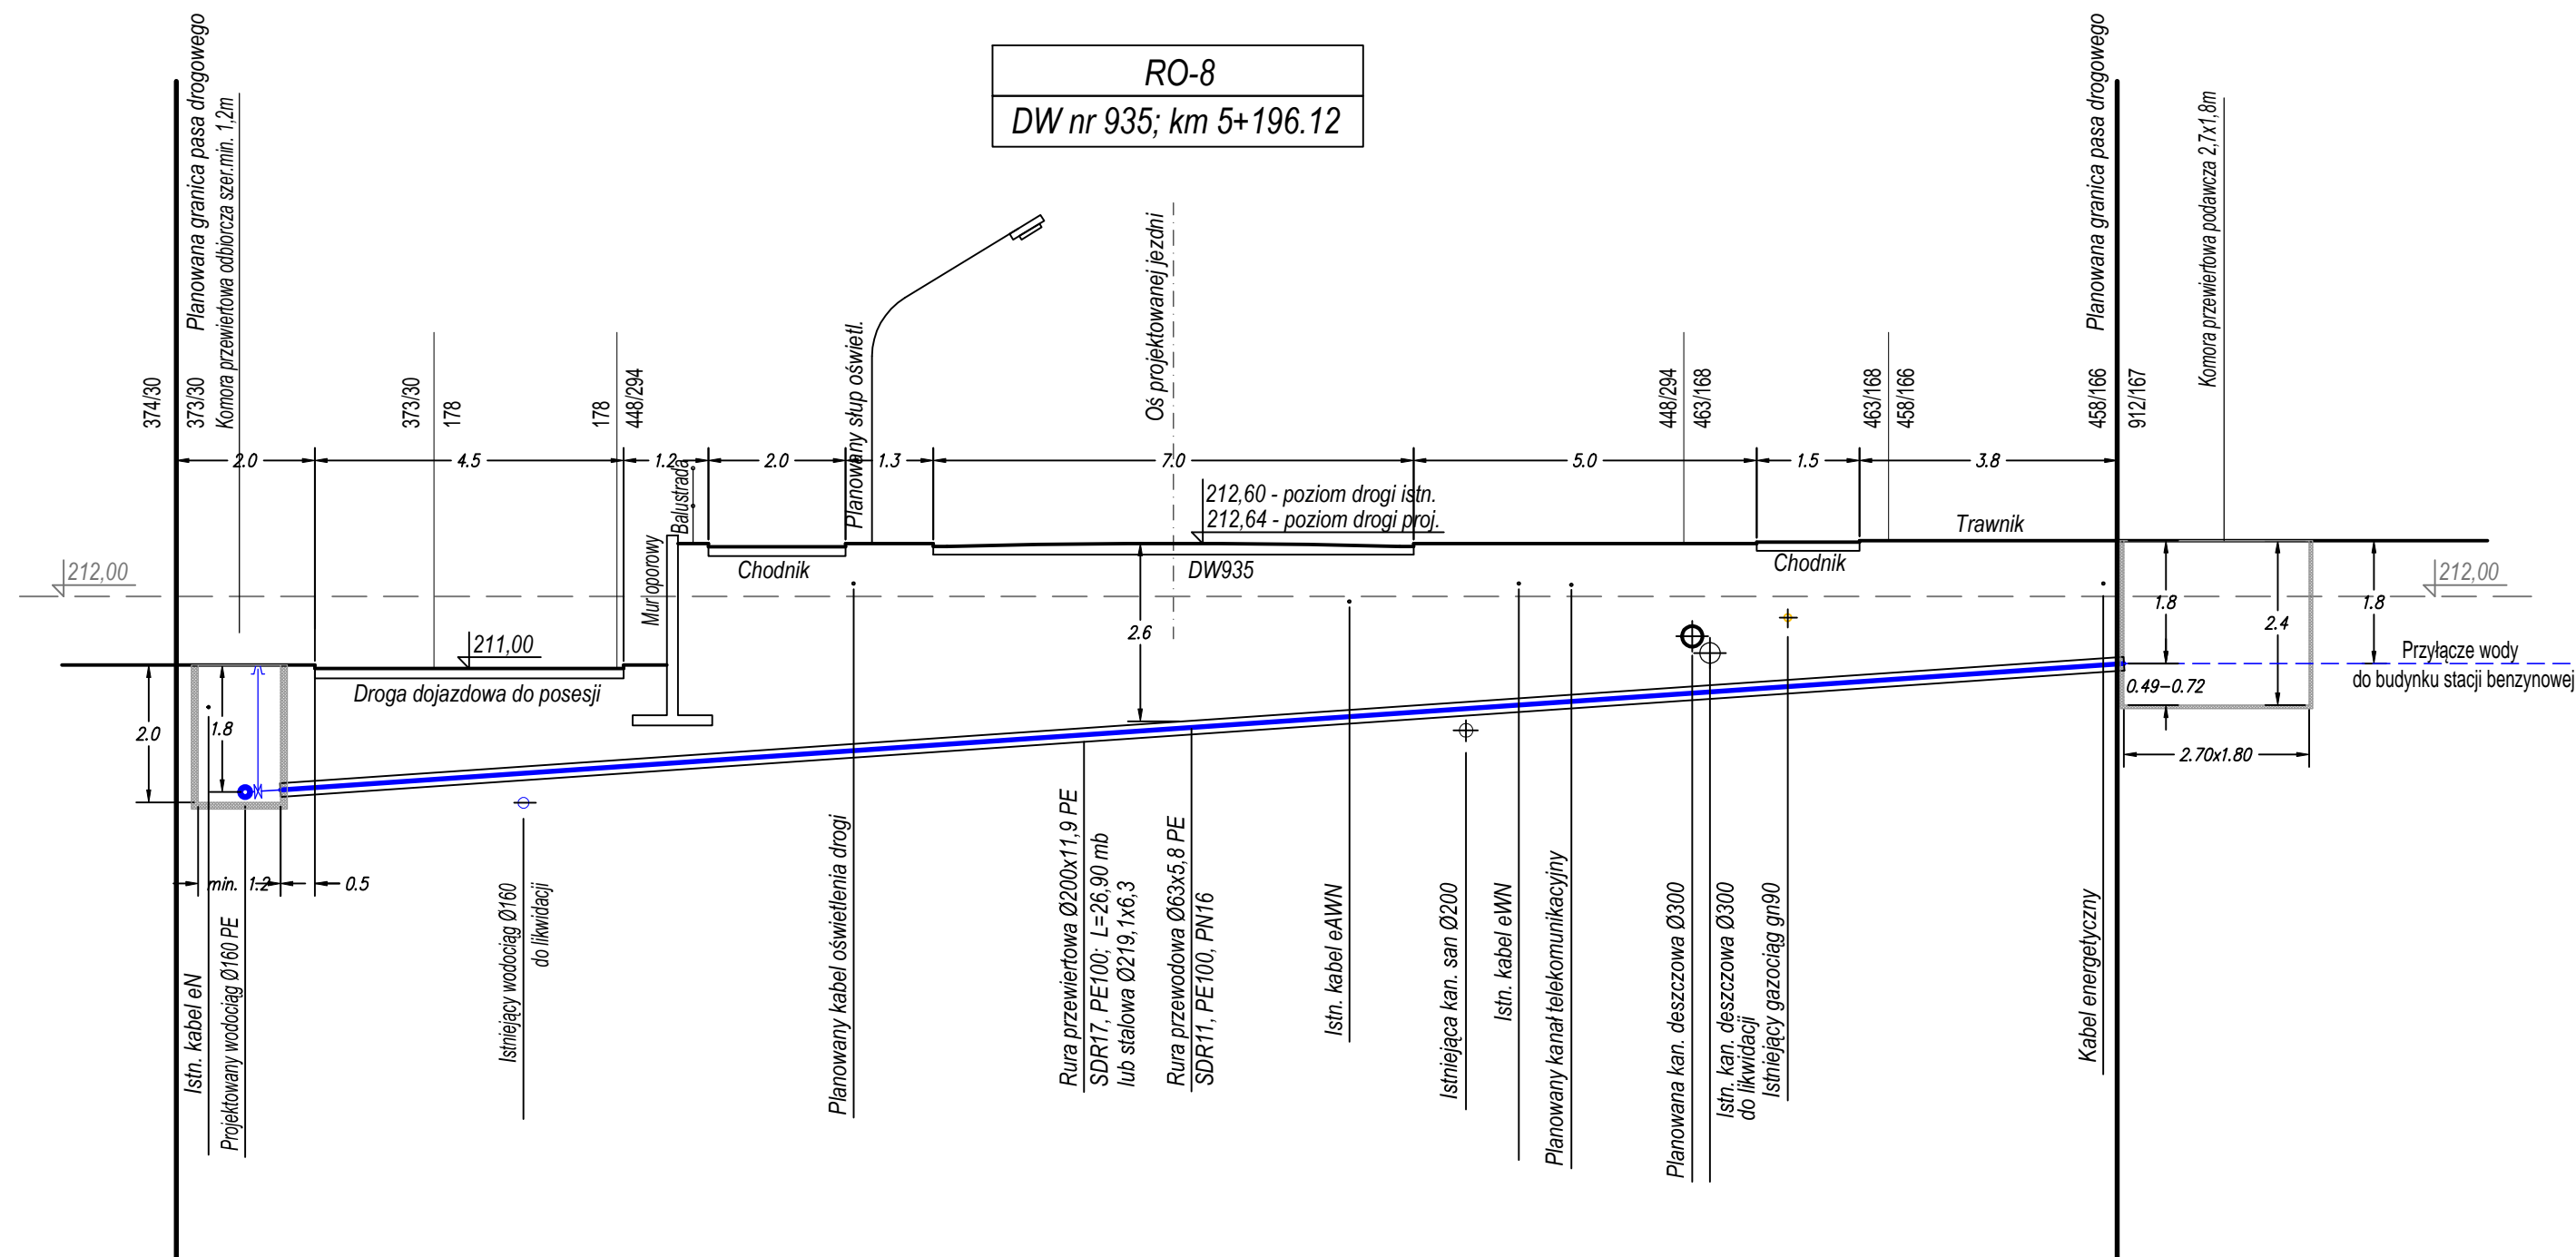 RO-8
DW nr 935; km 5+196.12
Planowana granica pasa drogowego
Komora przewiertowa odbiorcza szer.min. 1,2m
374/30
373/30
373/30
178
178
448/294
Planowany słup oświetl.
Oś projektowanej jezdni
448/294
463/168
463/168
458/166
Planowana granica pasa drogowego
458/166
912/167
Komora przewiertowa podawcza 2,7x1,8m
2.0
4.5
1.2
2.0
1.3
7.0
5.0
1.5
3.8
Balustrada
212,60 - poziom drogi istn.
212,64 - poziom drogi proj.
Trawnik
Mur oporowy
Chodnik
DW935
Chodnik
212,00
212,00
211,00
Droga dojazdowa do posesji
2.6
1.8
2.4
1.8
Przyłącze wody
do budynku stacji benzynowej
0.49-0.72
2.70x1.80
2.0
1.8
min. 1.2
0.5
Istn. kabel eN
Projektowany wodociąg Ø160 PE
Istniejący wodociąg Ø160
do likwidacji
Planowany kabel oświetlenia drogi
Rura przewiertowa Ø200x11,9 PE
SDR17, PE100; L=26,90 mb
lub stalowa Ø219,1x6,3
Rura przewodowa Ø63x5,8 PE
SDR11, PE100, PN16
Istn. kabel eAWN
Istniejąca kan. san Ø200
Istn. kabel eWN
Planowany kanał telekomunikacyjny
Planowana kan. deszczowa Ø300
Istn. kan. deszczowa Ø300
do likwidacji
Istniejący gazociąg gn90
Kabel energetyczny